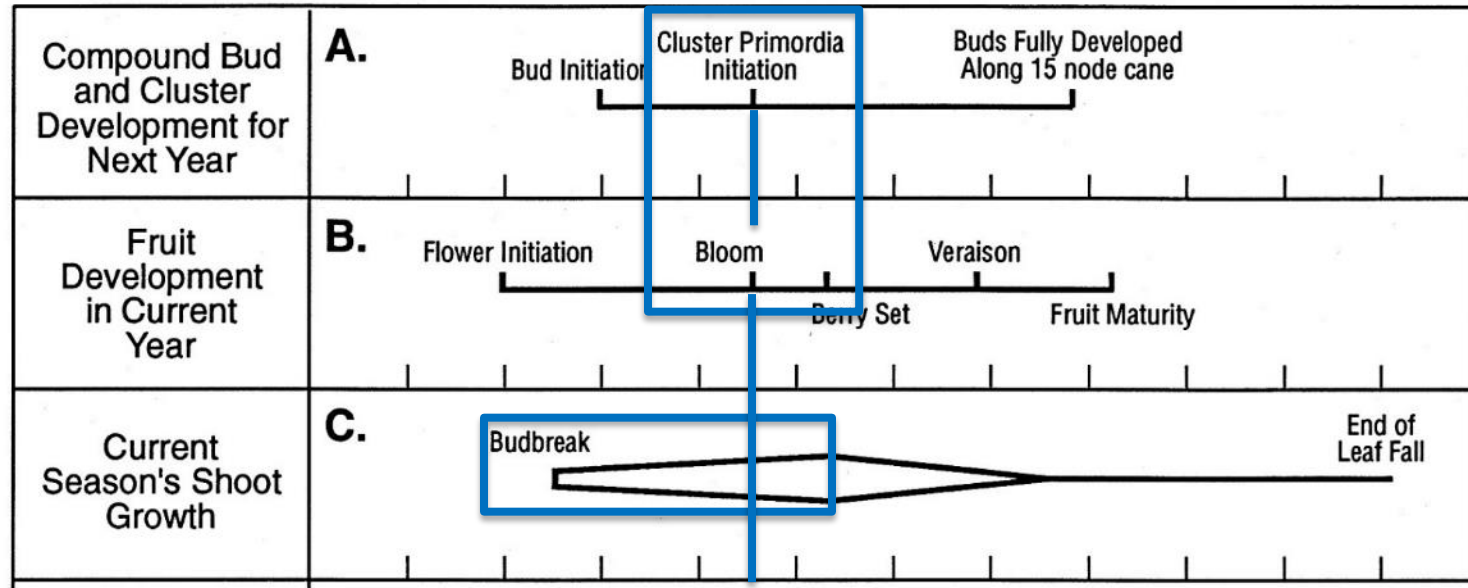 Compound Bud
and Cluster
Development for
Next Year
A.
Bud Initiation
Cluster Primordia
Initiation
Buds Fully Developed
Along 15 node cane
Fruit
Development
in Current
Year
B.
Flower Initiation
Bloom
Berry Set
Veraison
Fruit Maturity
Current
Season's Shoot
Growth
C.
Budbreak
End of
Leaf Fall